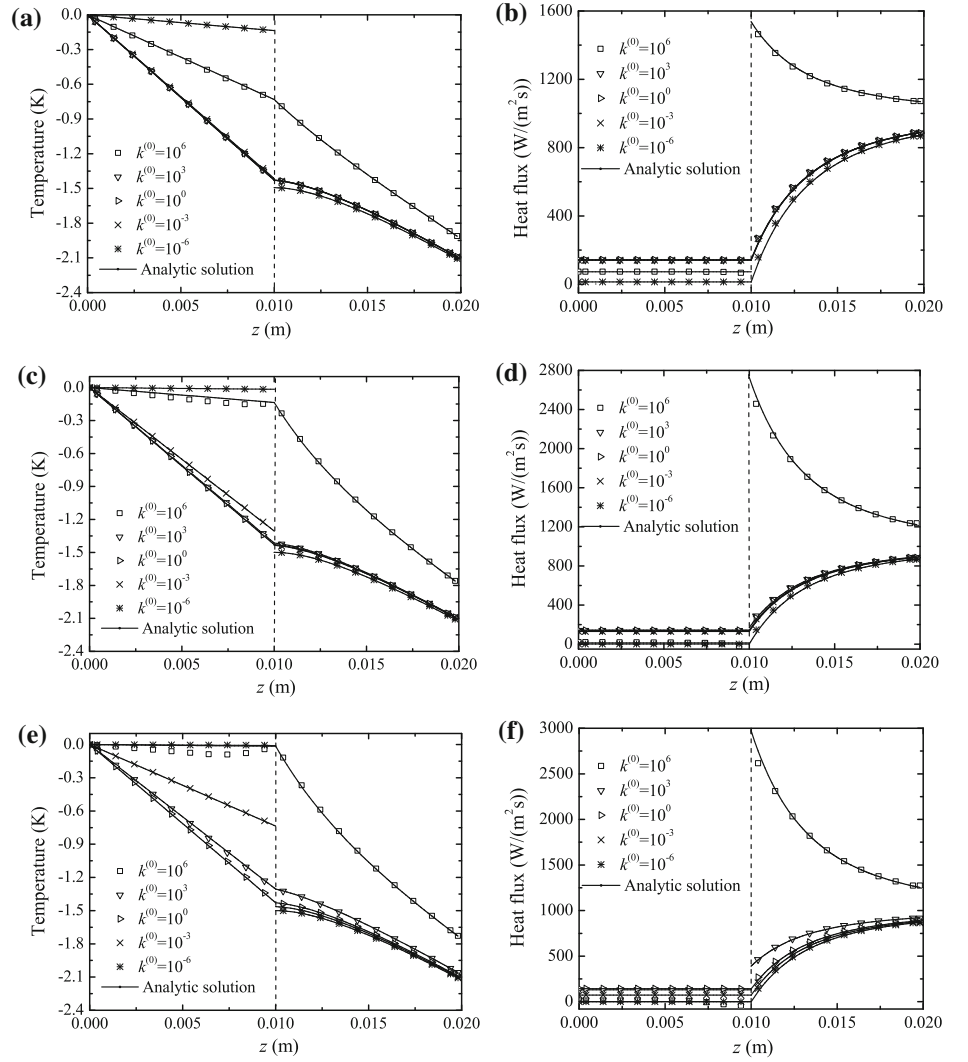 (a)
0.0
-0.3
-0.6
-0.9
-1.2
-1.5
-1.8
-2.1
-2.4
Temperature (K)
k(0)=10^6
k(0)=10^3
k(0)=10^0
k(0)=10^-3
k(0)=10^-6
Analytic solution
0.000 0.005 0.010 0.015 0.020
z (m)
(b)
1600
1200
800
400
0
Heat flux (W/(m²s))
k(0)=10^6
k(0)=10^3
k(0)=10^0
k(0)=10^-3
k(0)=10^-6
Analytic solution
0.000 0.005 0.010 0.015 0.020
z (m)
(c)
0.0
-0.3
-0.6
-0.9
-1.2
-1.5
-1.8
-2.1
-2.4
Temperature (K)
k(0)=10^6
k(0)=10^3
k(0)=10^0
k(0)=10^-3
k(0)=10^-6
Analytic solution
0.000 0.005 0.010 0.015 0.020
z (m)
(d)
2800
2400
2000
1600
1200
800
400
0
Heat flux (W/(m²s))
k(0)=10^6
k(0)=10^3
k(0)=10^0
k(0)=10^-3
k(0)=10^-6
Analytic solution
0.000 0.005 0.010 0.015 0.020
z (m)
(e)
0.0
-0.3
-0.6
-0.9
-1.2
-1.5
-1.8
-2.1
-2.4
Temperature (K)
k(0)=10^6
k(0)=10^3
k(0)=10^0
k(0)=10^-3
k(0)=10^-6
Analytic solution
0.000 0.005 0.010 0.015 0.020
z (m)
(f)
3000
2500
2000
1500
1000
500
0
Heat flux (W/(m²s))
k(0)=10^6
k(0)=10^3
k(0)=10^0
k(0)=10^-3
k(0)=10^-6
Analytic solution
0.000 0.005 0.010 0.015 0.020
z (m)